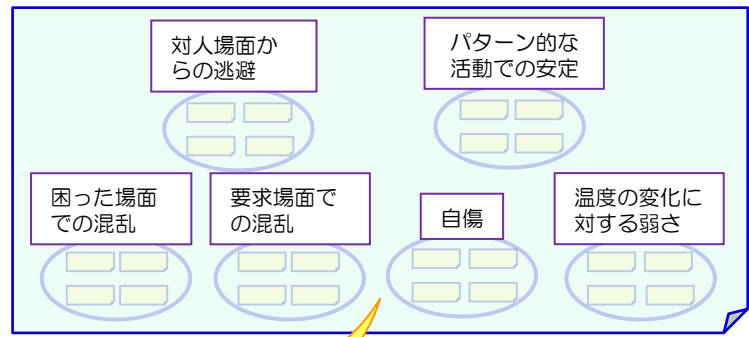 対人場面か
らの逃避
パターン的な
活動での安定
困った場面
での混乱
要求場面で
の混乱
自傷
温度の変化に
対する弱さ